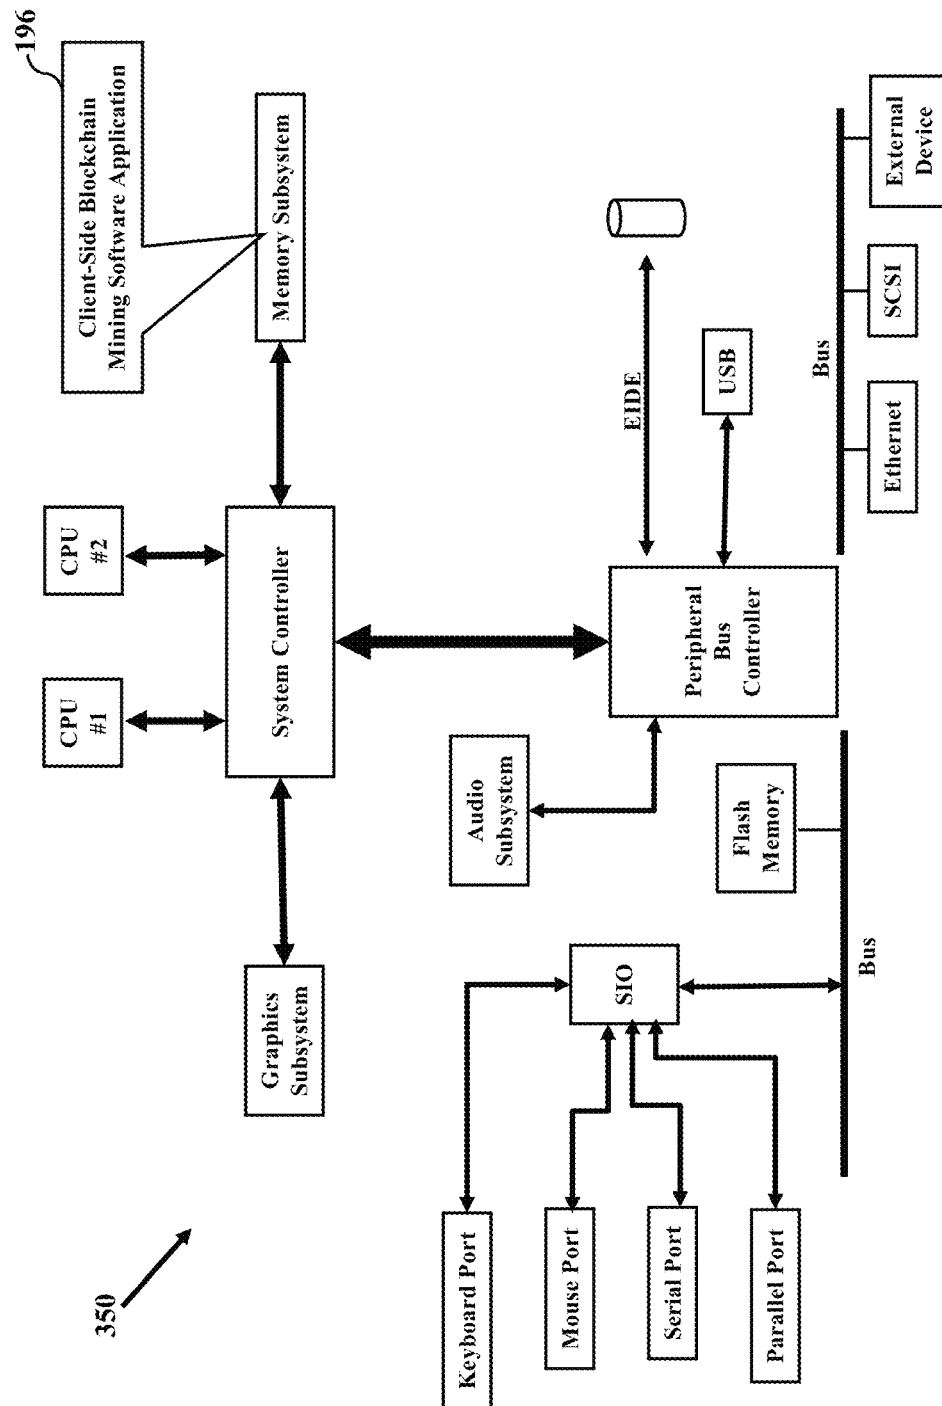 350
196
Client-Side Blockchain
Mining Software Application
CPU
#1
CPU
#2
Graphics
Subsystem
System Controller
Memory Subsystem
Keyboard Port
Mouse Port
Serial Port
Parallel Port
SIO
Audio
Subsystem
Flash
Memory
Bus
Peripheral
Bus
Controller
EIDE
USB
Bus
Ethernet
SCSI
External
Device